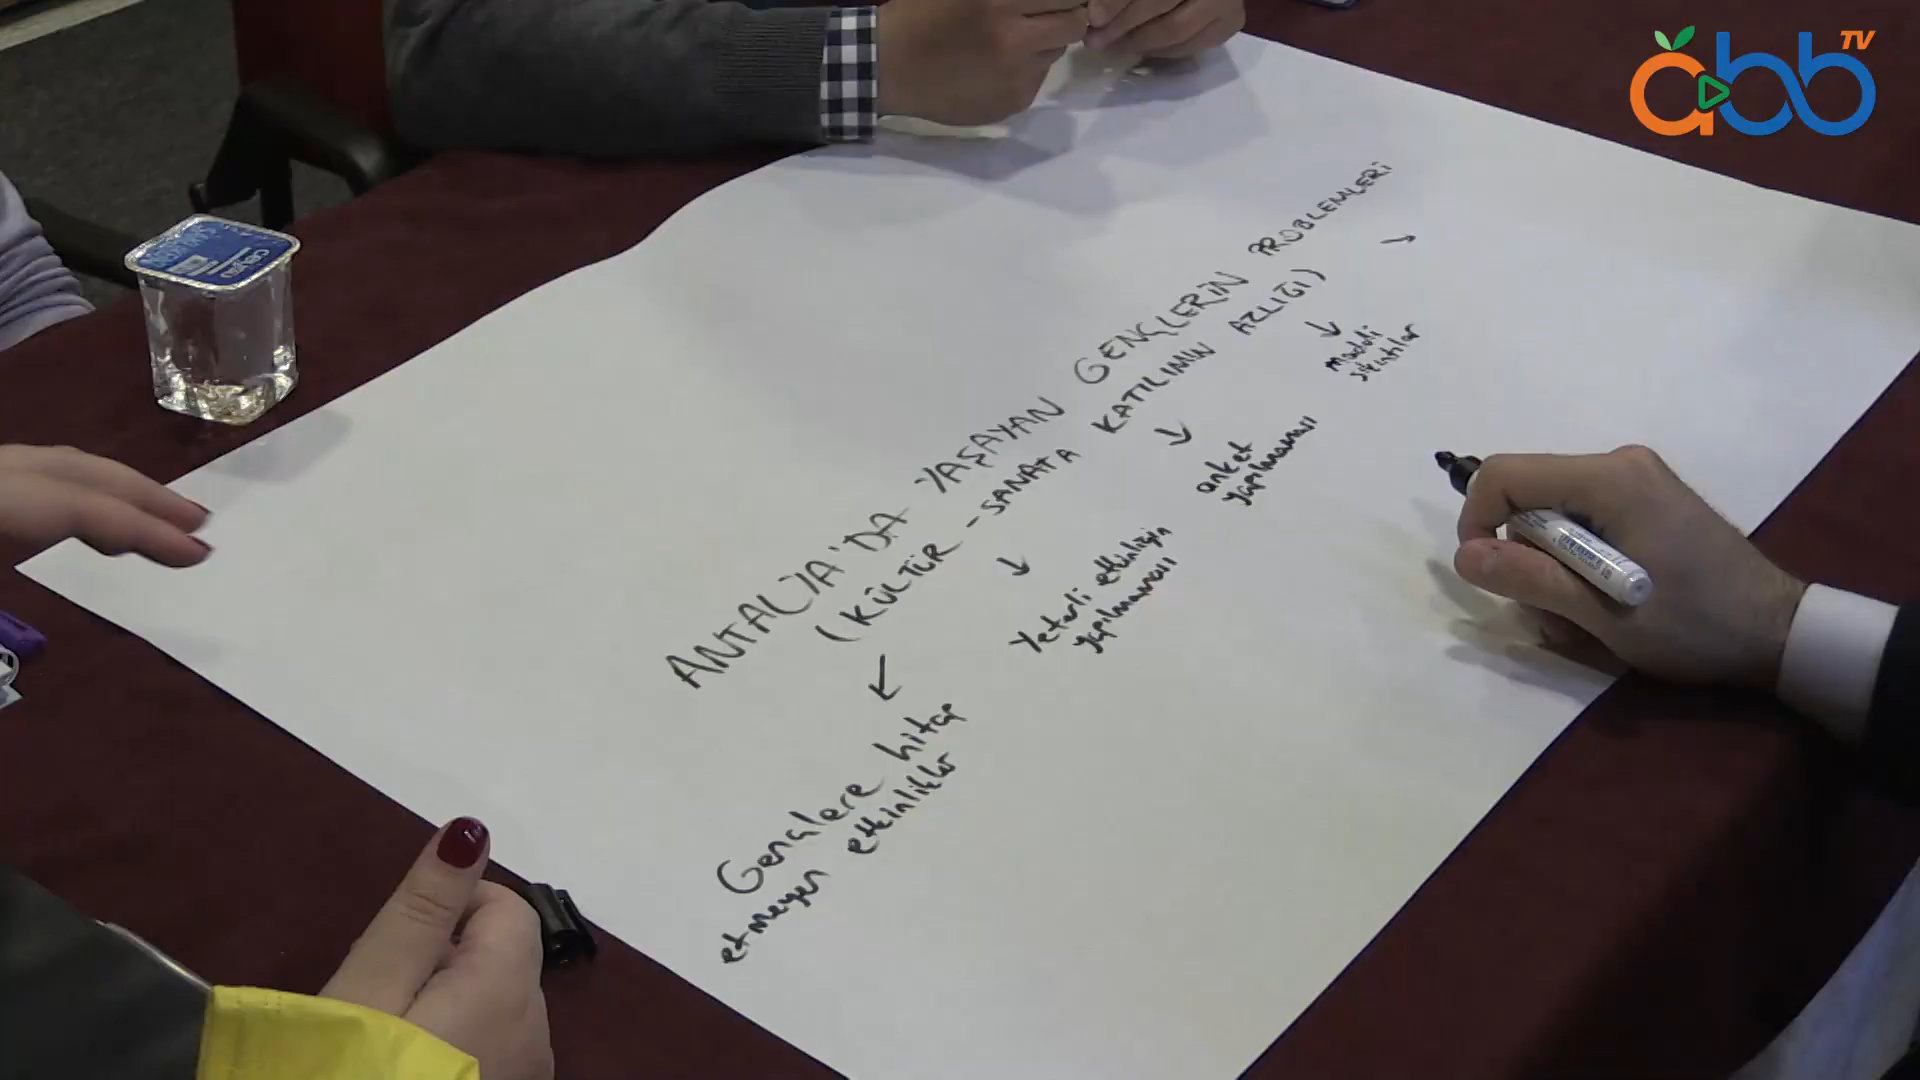 ANTALYA'DA YAŞAYAN GENÇLERİN PROBLEMLERİ
(KÜLTÜR-SANATA KATILIMIN AZLIĞI)
Gençlere hitap
etmeyen etkinlikler
Yeterli etkinliğin
yapılmaması
anket
yapılmaması
maddi
sıkıntılar
abb TV